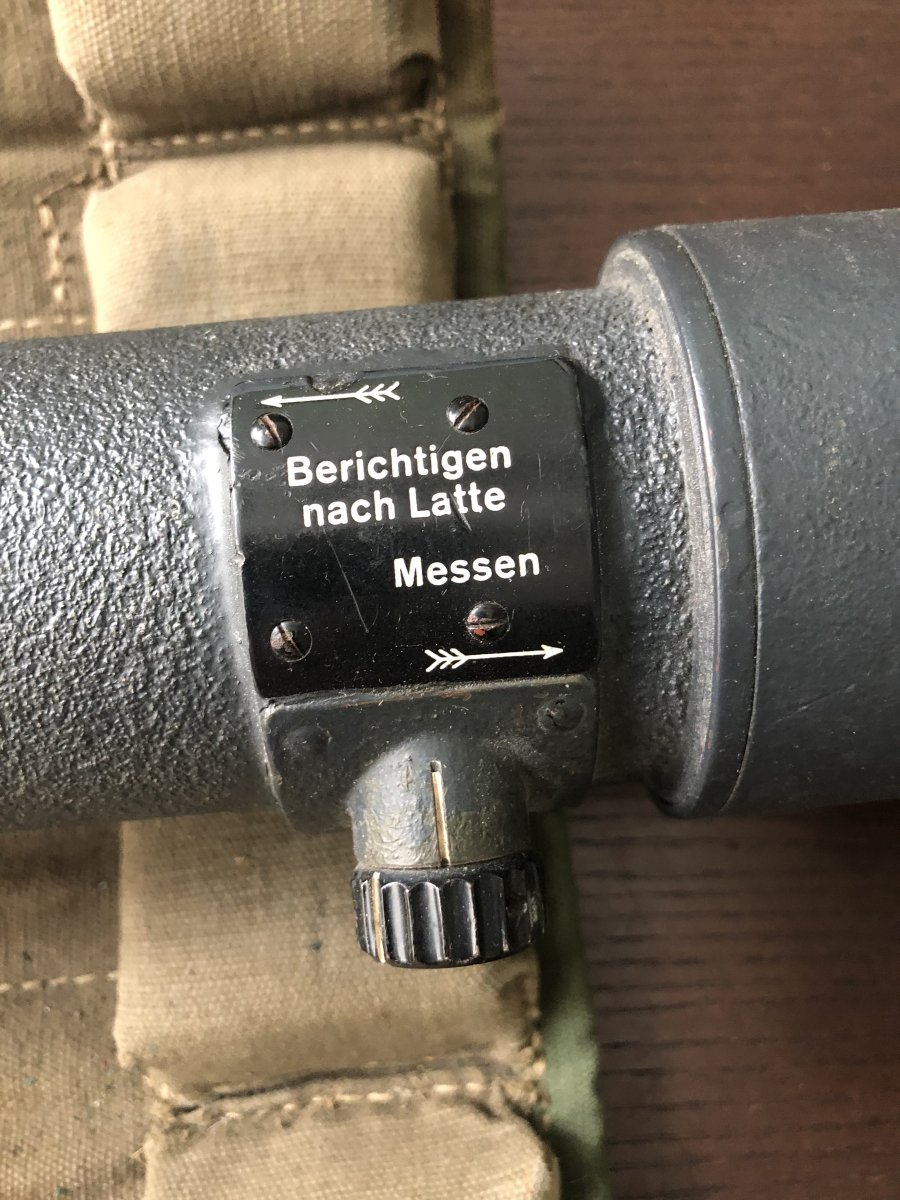 Berichtigen
nach Latte
Messen